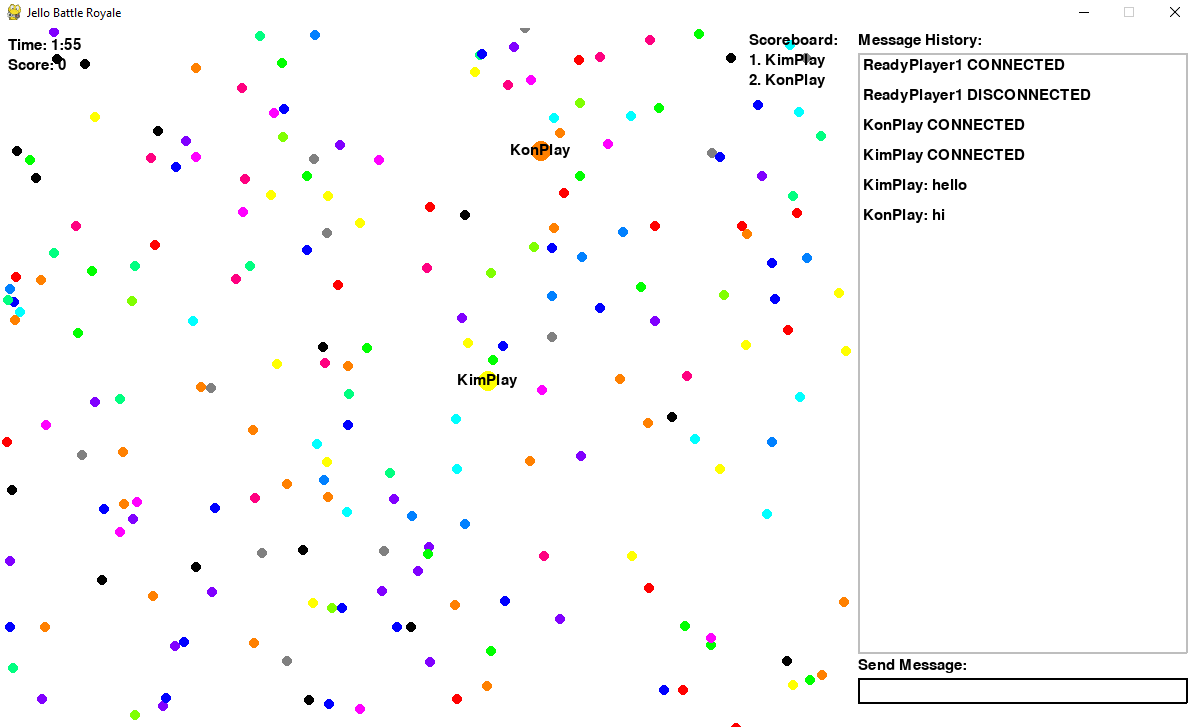 Jello Battle Royale
Time: 1:55
Score: 0
Scoreboard:
1. KimPlay
2. KonPlay
KonPlay
KimPlay
Message History:
ReadyPlayer1 CONNECTED
ReadyPlayer1 DISCONNECTED
KonPlay CONNECTED
KimPlay CONNECTED
KimPlay: hello
KonPlay: hi
Send Message: